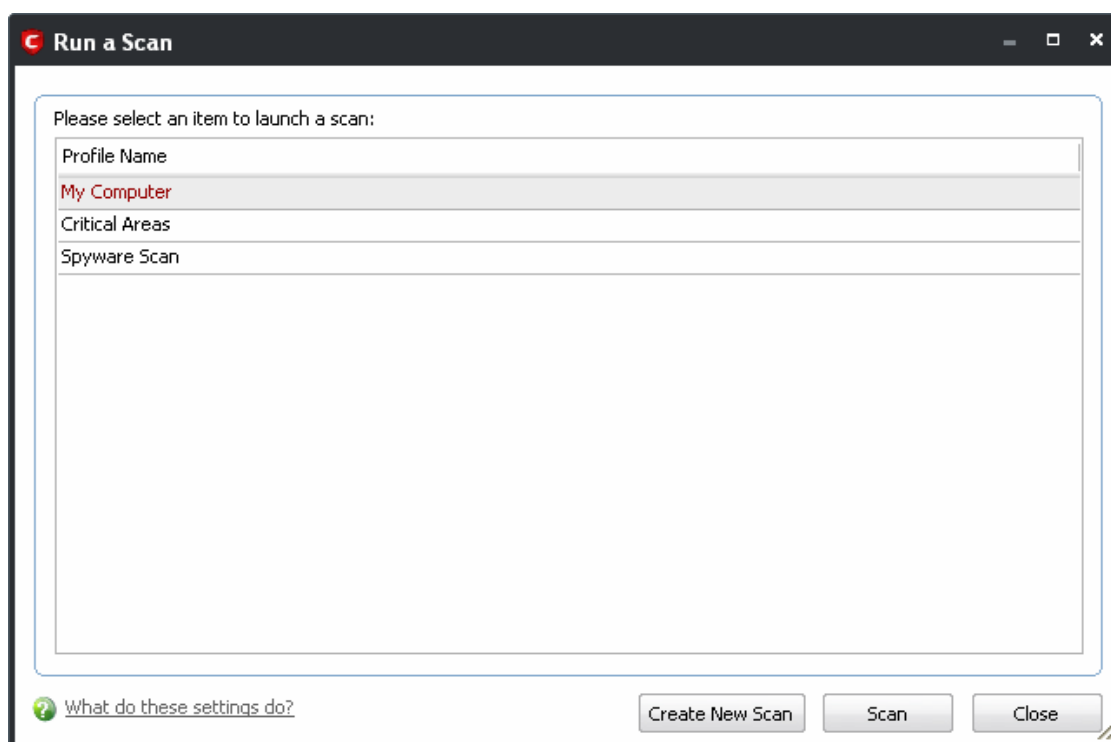 Run a Scan
Please select an item to launch a scan:
Profile Name
My Computer
Critical Areas
Spyware Scan
What do these settings do?
Create New Scan Scan Close